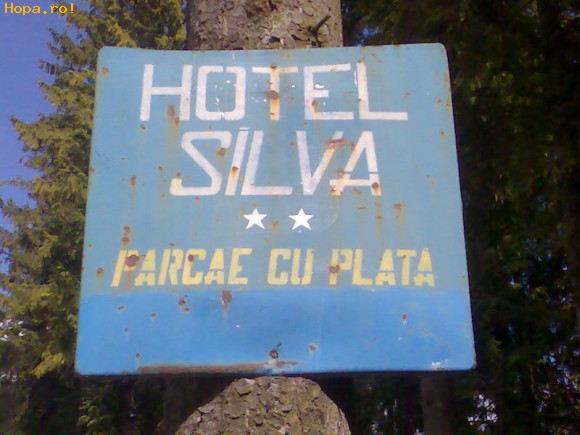 Hopa.ro!
HOTEL
SILVA
PARCAE CU PLATA